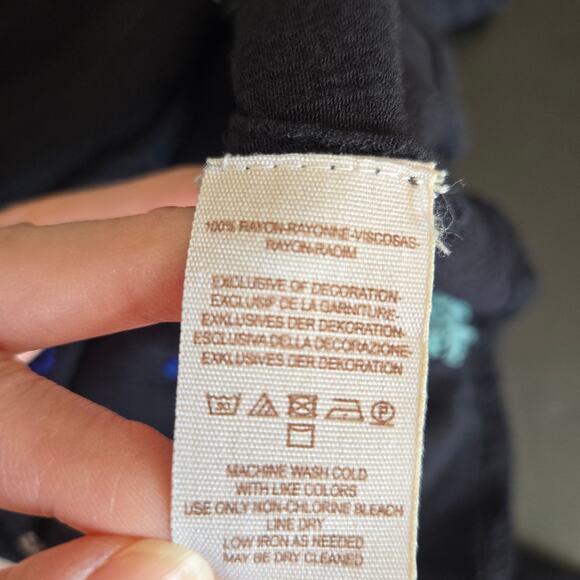 100% RAYON-RAYONNE-VISCOSAS-
RAYON-RADIM
EXCLUSIVE OF DECORATION-
EXCLUSIF DE LA GARNITURE,
EXKLUSIVES DER DEKORATION-
ESCLUSIVA DELLA DECORAZIONE-
EXKLUSIVES DER DEKORATION
30 P
MACHINE WASH COLD
WITH LIKE COLORS
USE ONLY NON-CHLORINE BLEACH
LINE DRY
LOW IRON AS NEEDED
MAY BE DRY CLEANED